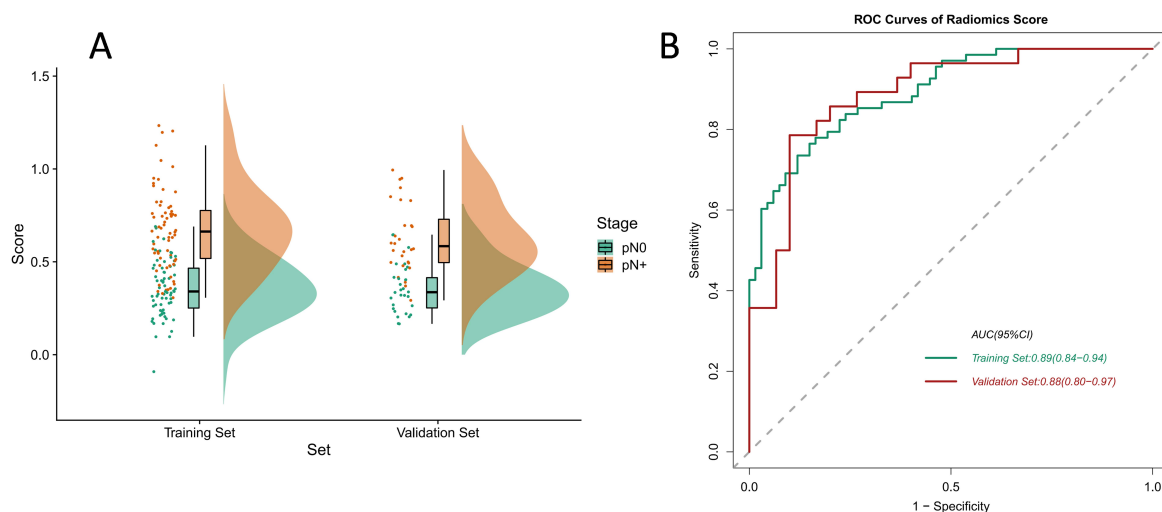 A
1.5
1.0
0.5
0.0
Score
Training Set
Validation Set
Set
Stage
pN0
pN+
B
ROC Curves of Radiomics Score
1.0
0.8
0.6
0.4
0.2
0.0
Sensitivity
AUC(95%CI)
Training Set:0.89(0.84−0.94)
Validation Set:0.88(0.80−0.97)
0.0
0.5
1.0
1 − Specificity